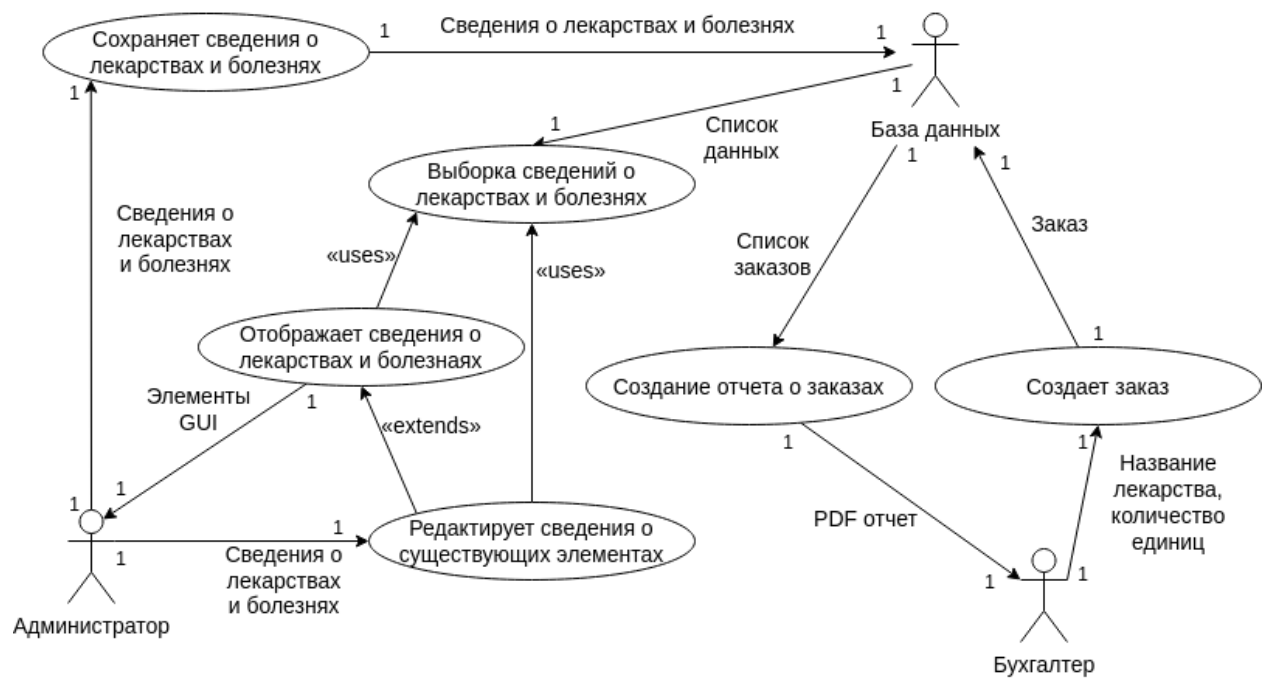 Сохраняет сведения о
лекарствах и болезнях
1
Сведения о лекарствах и болезнях
1
1
База данных
1
1
Список
данных
Выборка сведений о
лекарствах и болезнях
1
1
Сведения о
лекарствах
и болезнях
«uses»
«uses»
Список
заказов
Заказ
Отображает сведения о
лекарствах и болезнаях
1
Создание отчета о заказах
Создает заказ
Элементы
GUI
1
«extends»
1
1
Название
лекарства,
количество
единиц
1
1
PDF отчет
1
1
Редактирует сведения о
существующих элементах
Сведения о
лекарствах
и болезнях
1
1
Администратор
Бухгалтер